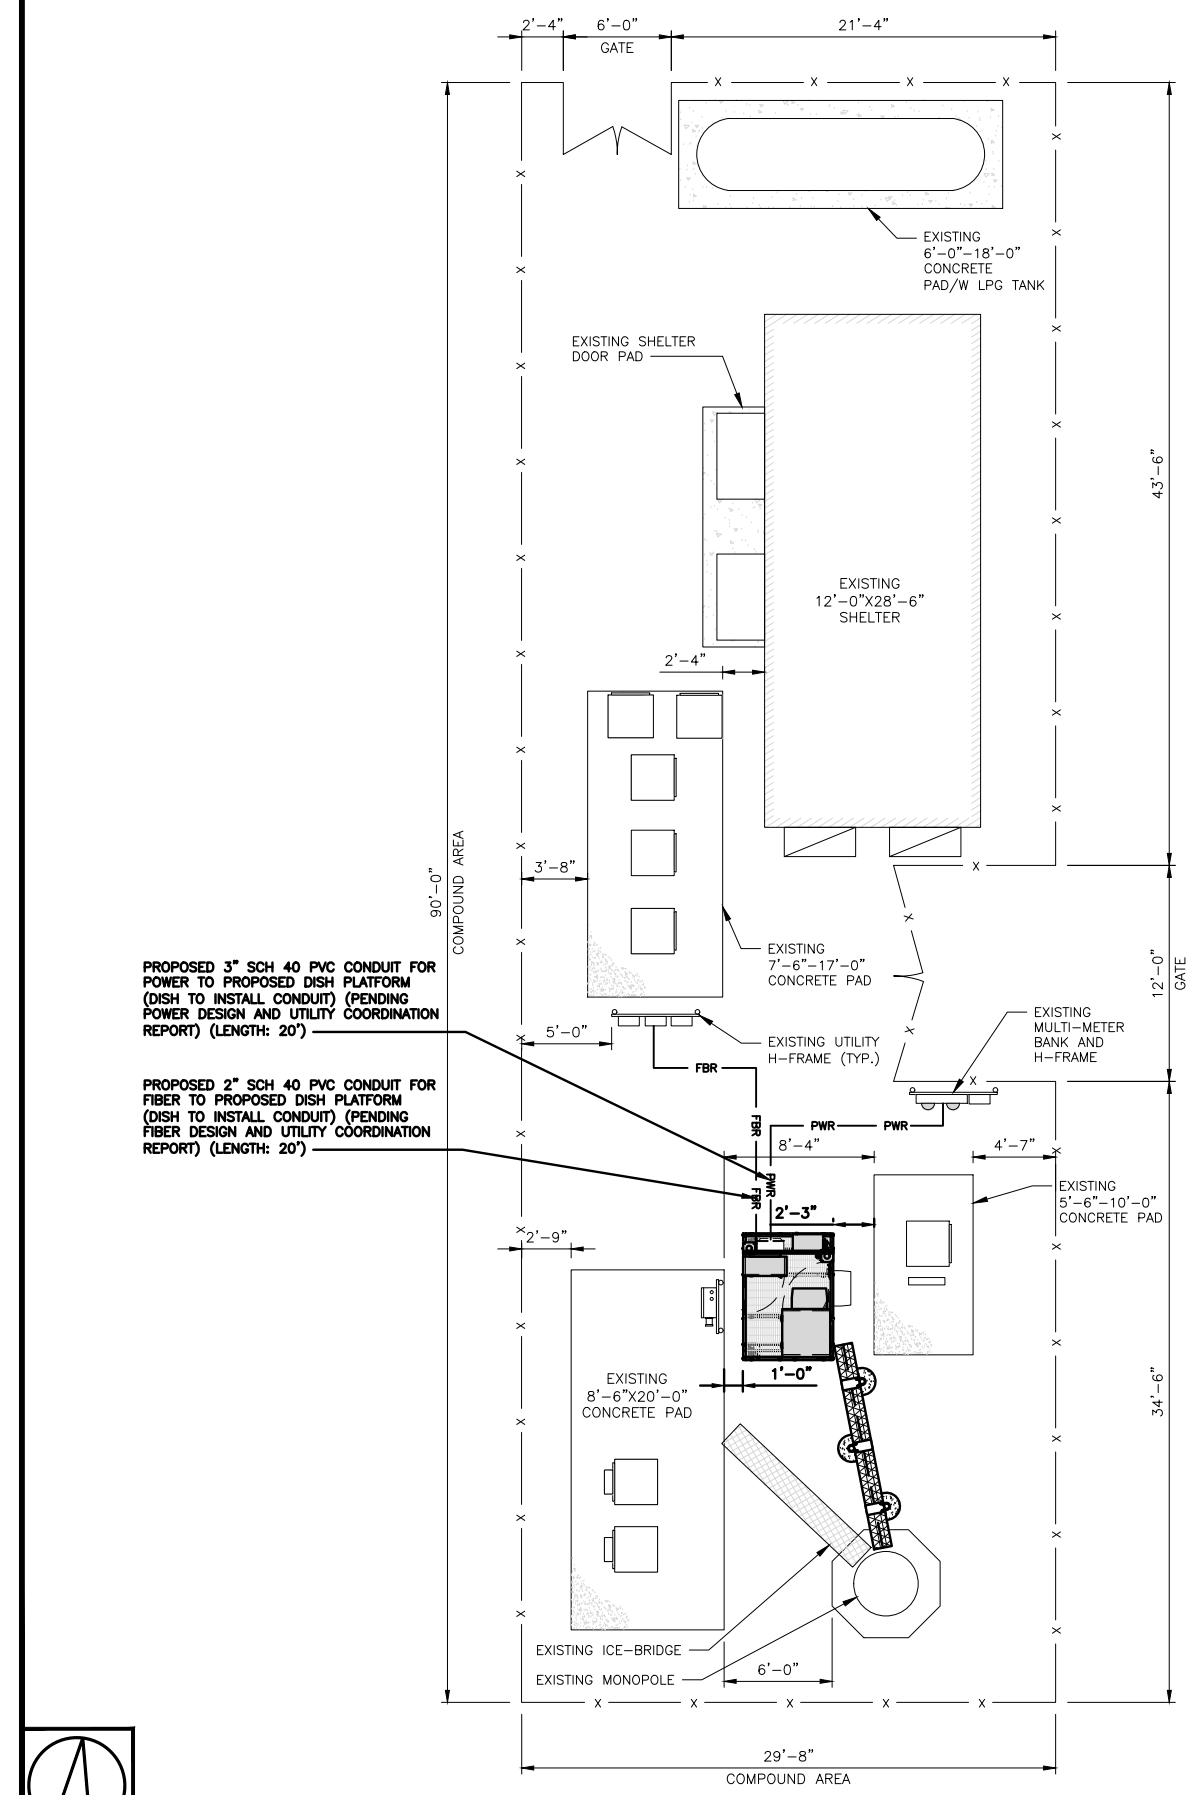 2'-4"
6'-0"
GATE
21'-4"
X X X X
EXISTING
6'-0"-18'-0"
CONCRETE
PAD/W LPG TANK
EXISTING SHELTER
DOOR PAD
43'-6"
EXISTING
12'-0"X28'-6"
SHELTER
2'-4"
3'-8"
90'-0"
COMPOUND AREA
EXISTING
7'-6"-17'-0"
CONCRETE PAD
12'-0"
GATE
PROPOSED 3" SCH 40 PVC CONDUIT FOR
POWER TO PROPOSED DISH PLATFORM
(DISH TO INSTALL CONDUIT) (PENDING
POWER DESIGN AND UTILITY COORDINATION
REPORT) (LENGTH: 20')
5'-0"
EXISTING UTILITY
H-FRAME (TYP.)
EXISTING
MULTI-METER
BANK AND
H-FRAME
FBR
PROPOSED 2" SCH 40 PVC CONDUIT FOR
FIBER TO PROPOSED DISH PLATFORM
(DISH TO INSTALL CONDUIT) (PENDING
FIBER DESIGN AND UTILITY COORDINATION
REPORT) (LENGTH: 20')
FBR
PWR PWR
8'-4"
4'-7"
PWR
FBR
EXISTING
5'-6"-10'-0"
CONCRETE PAD
2'-3"
2'-9"
1'-0"
EXISTING
8'-6"X20'-0"
CONCRETE PAD
34'-6"
EXISTING ICE-BRIDGE
EXISTING MONOPOLE
6'-0"
X X X X X
29'-8"
COMPOUND AREA